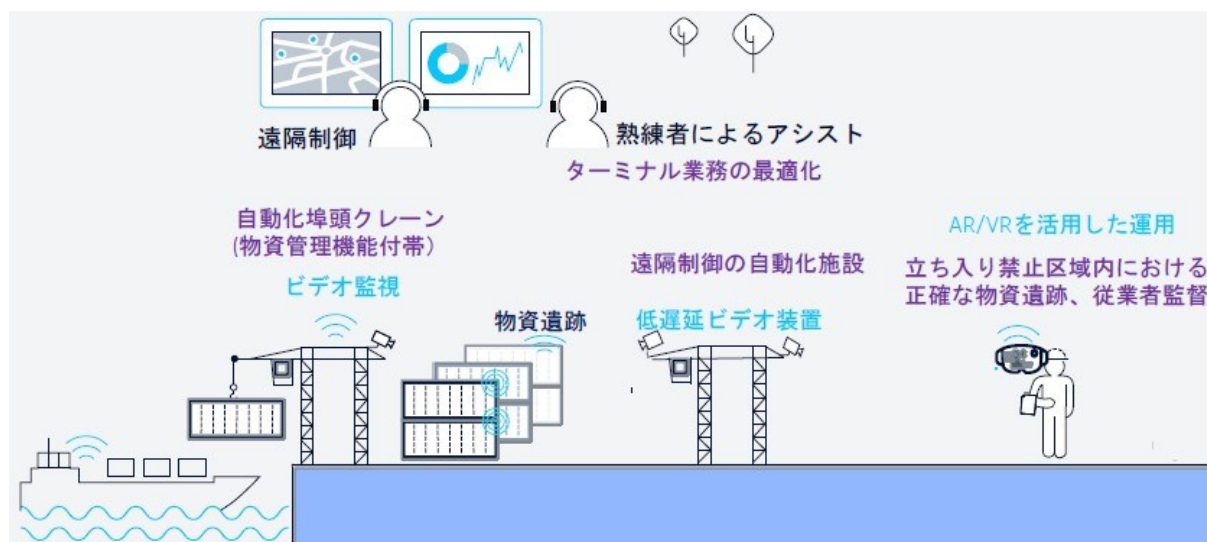 遠隔制御
熟練者によるアシスト
ターミナル業務の最適化
自動化埠頭クレーン
(物資管理機能付帯)
ビデオ監視
物資遺跡
遠隔制御の自動化施設
低遅延ビデオ装置
AR/VRを活用した運用
立ち入り禁止区域内における
正確な物資遺跡、従業者監督